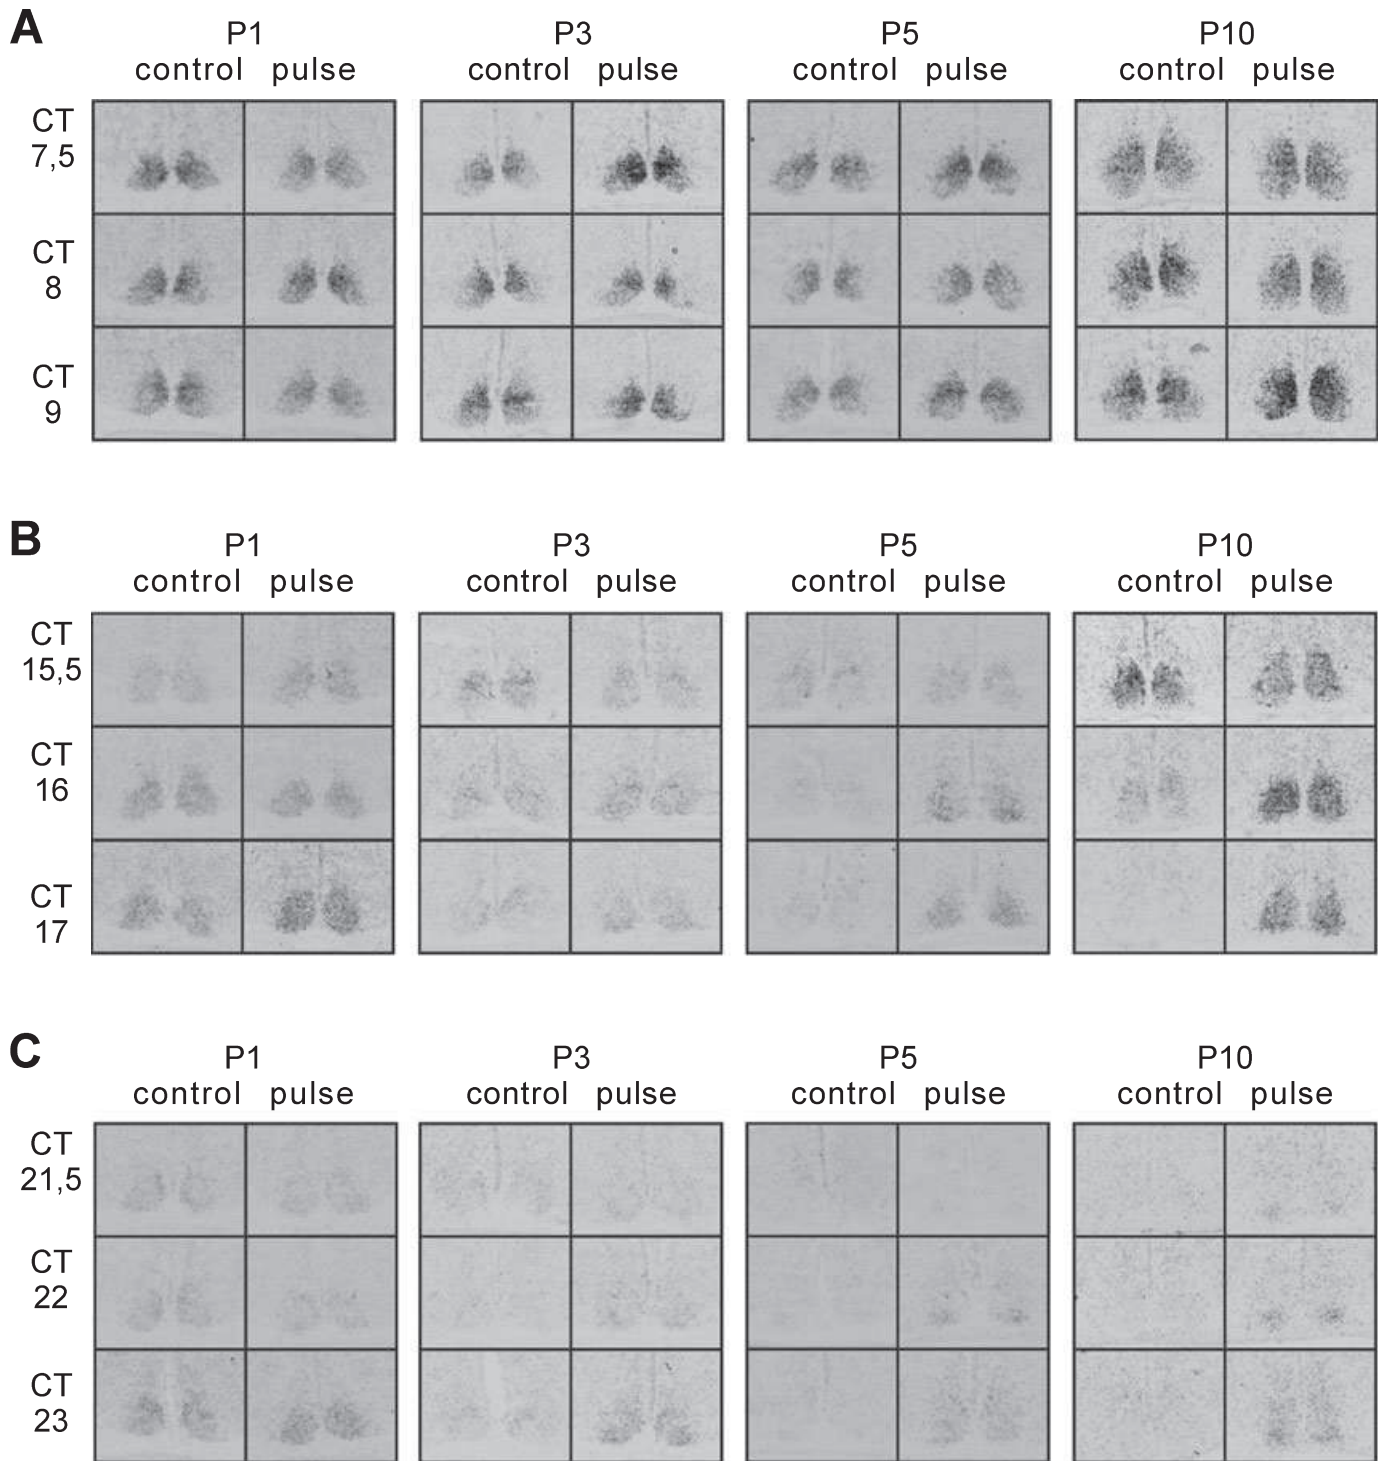 A
P1 P3 P5 P10
control pulse control pulse control pulse control pulse
CT
7,5
CT
8
CT
9
B
P1 P3 P5 P10
control pulse control pulse control pulse control pulse
CT
15,5
CT
16
CT
17
C
P1 P3 P5 P10
control pulse control pulse control pulse control pulse
CT
21,5
CT
22
CT
23